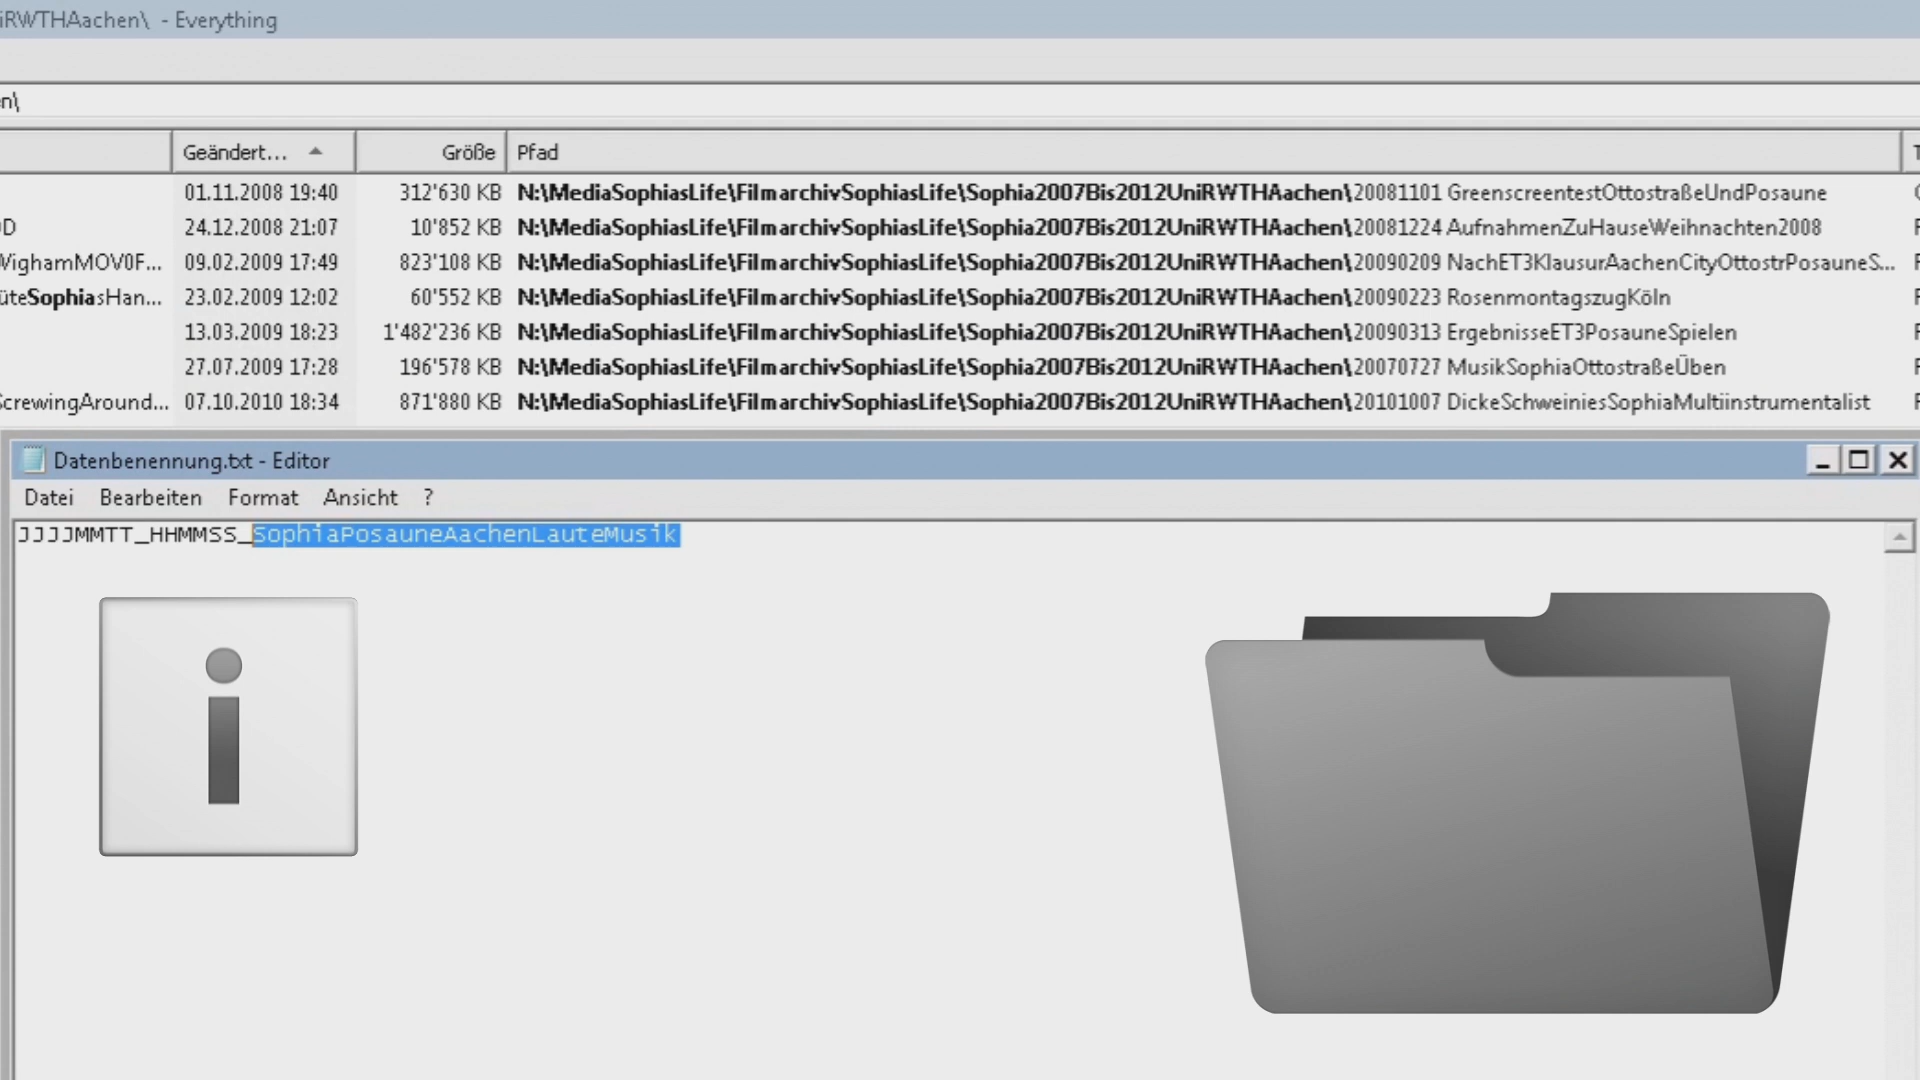 iRWTHAachen\ - Everything
en\
Geändert... Größe Pfad
01.11.2008 19:40 312'630 KB N:\MediaSophiasLife\FilmarchivSophiasLife\Sophia2007Bis2012UniRWTHAachen\20081101 GreenscreentestOttostraßeUndPosaune
24.12.2008 21:07 10'852 KB N:\MediaSophiasLife\FilmarchivSophiasLife\Sophia2007Bis2012UniRWTHAachen\20081224 AufnahmenZuHauseWeihnachten2008
WighamMOV0F... 09.02.2009 17:49 823'108 KB N:\MediaSophiasLife\FilmarchivSophiasLife\Sophia2007Bis2012UniRWTHAachen\20090209 NachET3KlausurAachenCityOttostrPosauneS...
üteSophiasHan... 23.02.2009 12:02 60'552 KB N:\MediaSophiasLife\FilmarchivSophiasLife\Sophia2007Bis2012UniRWTHAachen\20090223 RosenmontagszugKöln
13.03.2009 18:23 1'482'236 KB N:\MediaSophiasLife\FilmarchivSophiasLife\Sophia2007Bis2012UniRWTHAachen\20090313 ErgebnisseET3PosauneSpielen
27.07.2009 17:28 196'578 KB N:\MediaSophiasLife\FilmarchivSophiasLife\Sophia2007Bis2012UniRWTHAachen\20070727 MusikSophiaOttostraßeÜben
ScrewingAround... 07.10.2010 18:34 871'880 KB N:\MediaSophiasLife\FilmarchivSophiasLife\Sophia2007Bis2012UniRWTHAachen\20101007 DickeSchweiniesSophiaMultiinstrumentalist
Datenbenennung.txt - Editor
Datei Bearbeiten Format Ansicht ?
JJJJMMTT_HHMMSS_SophiaPosauneAachenLauteMusik
i